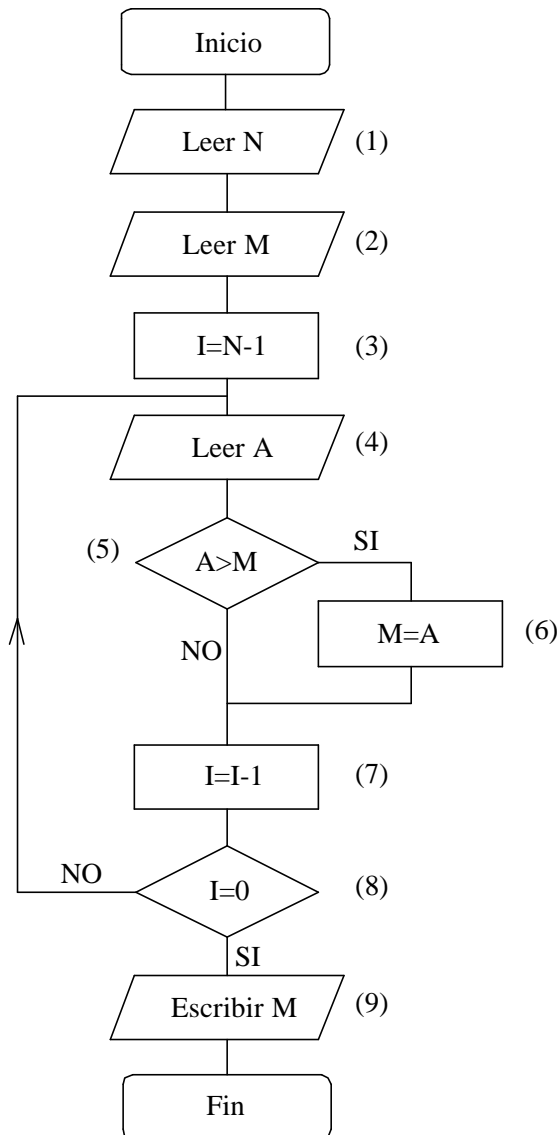 Inicio
Leer N (1)
Leer M (2)
I=N-1 (3)
Leer A (4)
(5) A>M SI
M=A (6)
NO
I=I-1 (7)
NO I=0 (8)
SI
Escribir M (9)
Fin